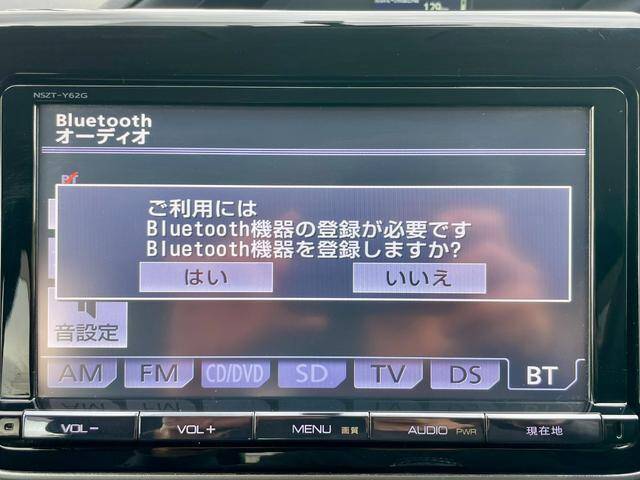 129
NSZT-Y62G
Bluetooth
オーディオ
BT
ご利用には
Bluetooth機器の登録が必要です
Bluetooth機器を登録しますか?
はい
いいえ
音設定
AM
FM
CD/DVD
SD
TV
DS
BT
VOL−
VOL+
MENU 画質
AUDIO PWR
現在地